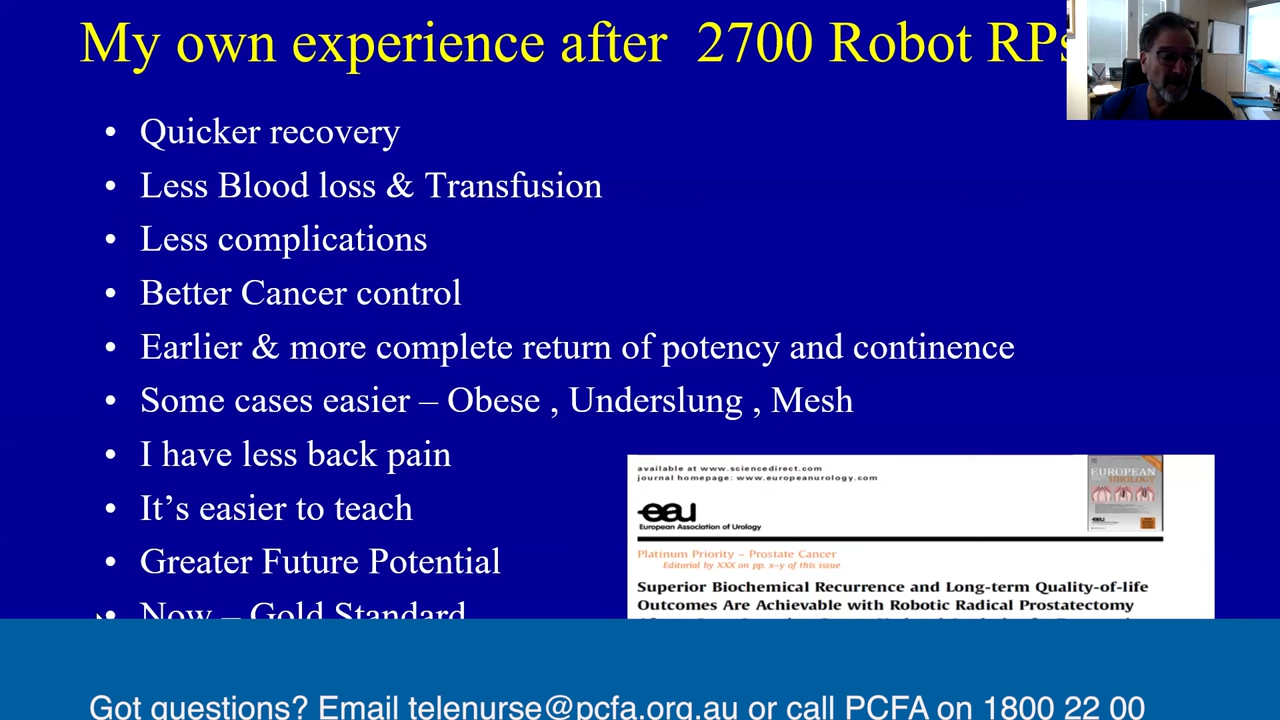 My own experience after 2700 Robot RPs
• Quicker recovery
• Less Blood loss & Transfusion
• Less complications
• Better Cancer control
• Earlier & more complete return of potency and continence
• Some cases easier – Obese , Underslung , Mesh
• I have less back pain
• It's easier to teach
• Greater Future Potential
• Now – Gold Standard
available at www.sciencedirect.com
journal homepage: www.europeanurology.com
EUROPEAN
UROLOGY
eau
European Association of Urology
Platinum Priority – Prostate Cancer
Editorial by XXX on pp. x–y of this issue
Superior Biochemical Recurrence and Long-term Quality-of-life
Outcomes Are Achievable with Robotic Radical Prostatectomy
Got questions? Email telenurse@pcfa.org.au or call PCFA on 1800 22 00